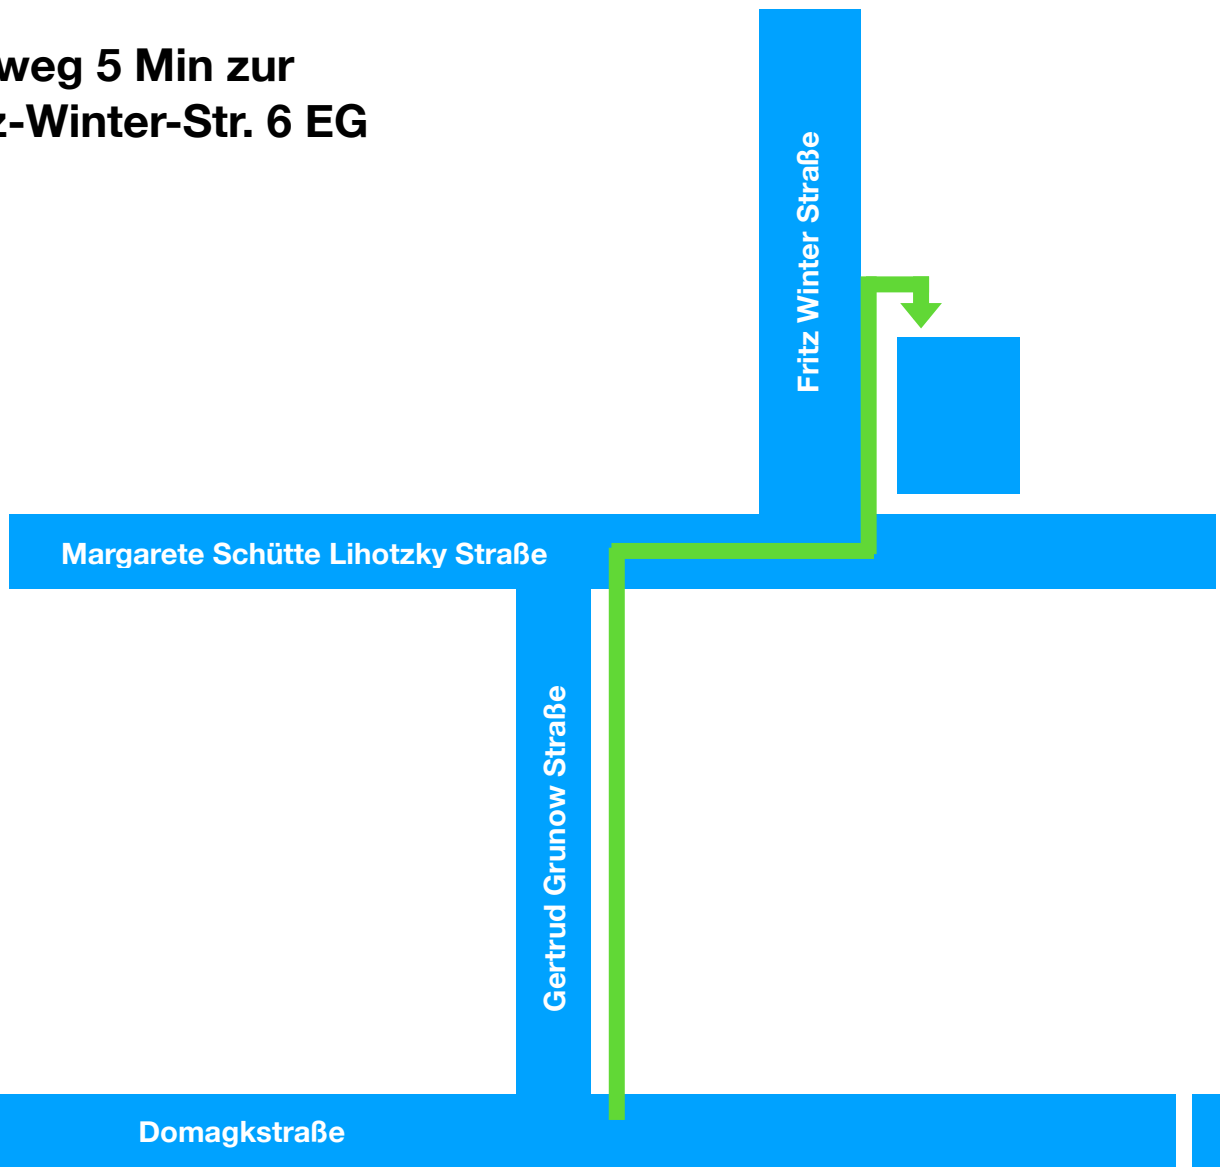 weg 5 Min zur
z-Winter-Str. 6 EG
Fritz Winter Straße
Margarete Schütte Lihotzky Straße
Gertrud Grunow Straße
Domagkstraße